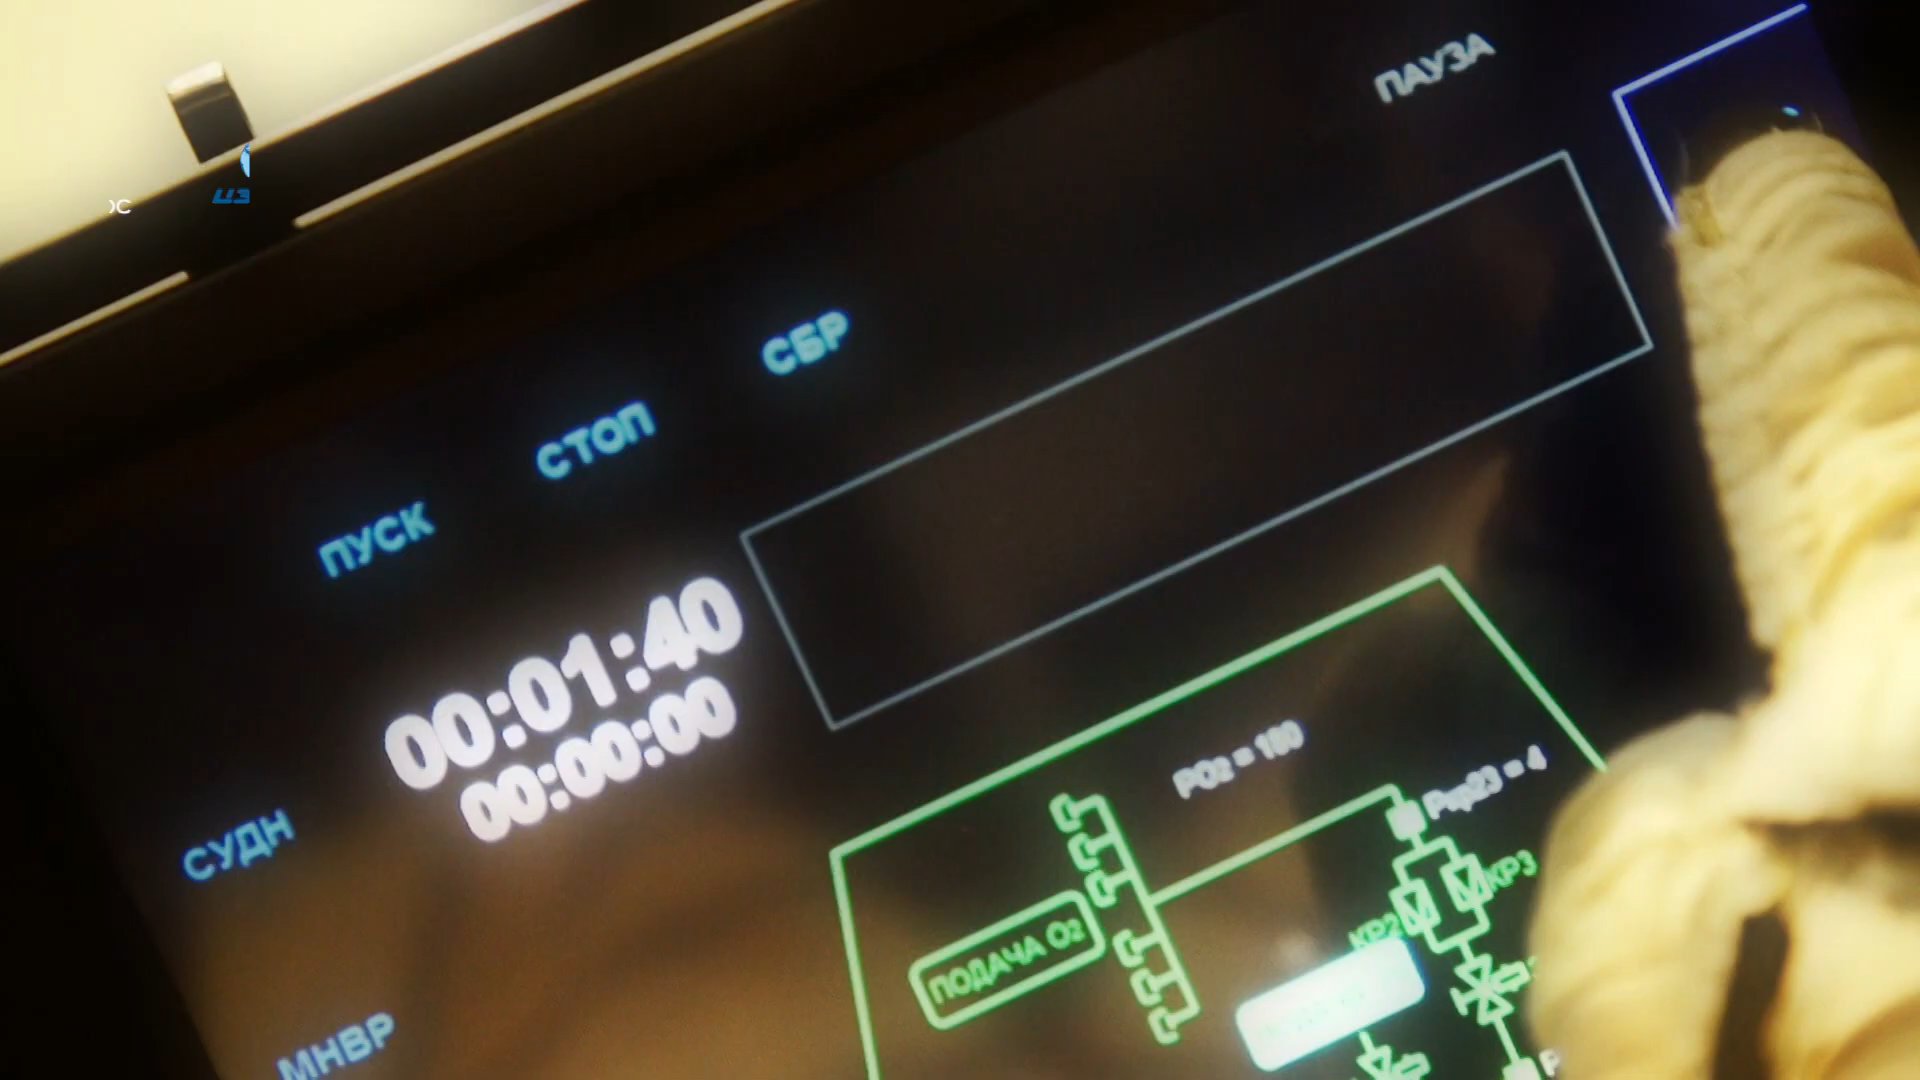 ПАУЗА
СБР
СТОП
ПУСК
00:01:40
00:00:00
СУДН
МНВР
PO₂ = 160
Pкр23 = 4
КР3
КР2
ПОДАЧА O₂